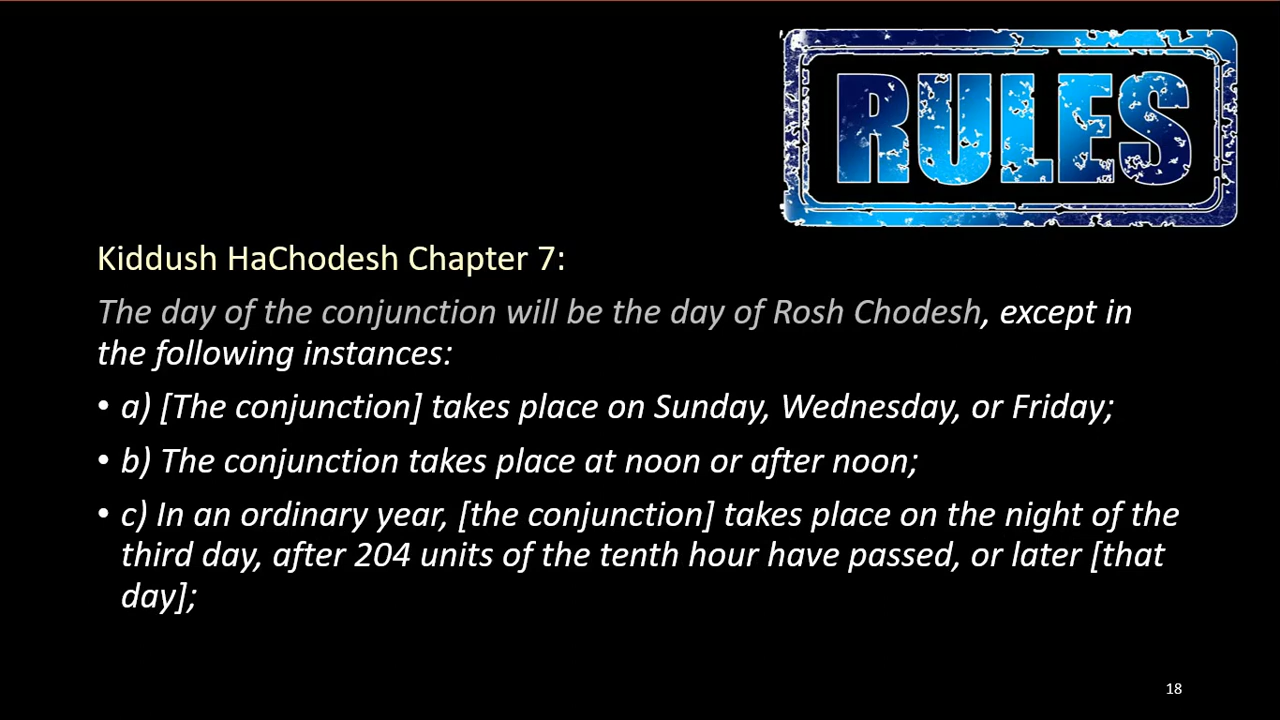 RULES
Kiddush HaChodesh Chapter 7:
The day of the conjunction will be the day of Rosh Chodesh, except in
the following instances:
• a) [The conjunction] takes place on Sunday, Wednesday, or Friday;
• b) The conjunction takes place at noon or after noon;
• c) In an ordinary year, [the conjunction] takes place on the night of the
third day, after 204 units of the tenth hour have passed, or later [that
day];
18